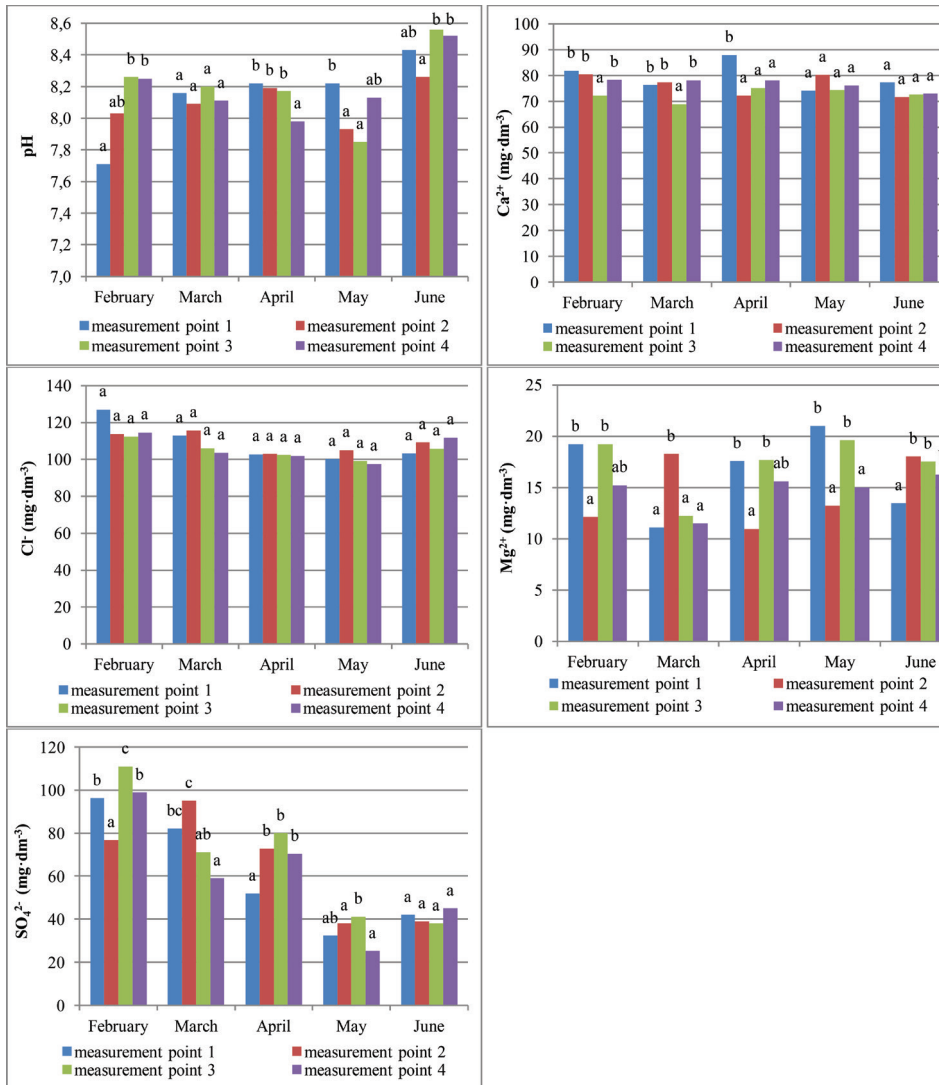 8,6
8,4
8,2
8,0
7,8
7,6
7,4
7,2
7,0
pH
a ab b b
a a a a
b b b a
b a a ab
ab a b b
February March April May June
measurement point 1 measurement point 2
measurement point 3 measurement point 4
100
90
80
70
60
50
40
30
20
10
0
Ca²⁺ (mg·dm⁻³)
b b a b
b b a b
b a a a
a b a a
a a a a
February March April May June
measurement point 1 measurement point 2
measurement point 3 measurement point 4
140
120
100
80
60
40
20
0
Cl⁻ (mg·dm⁻³)
a a a a
a a a a
a a a a
a a a a
a a a a
February March April May June
measurement point 1 measurement point 2
measurement point 3 measurement point 4
25
20
15
10
5
0
Mg²⁺ (mg·dm⁻³)
b a b ab
a b a a
b a b ab
b a b a
a b b
February March April May June
measurement point 1 measurement point 2
measurement point 3 measurement point 4
120
100
80
60
40
20
0
SO₄²⁻ (mg·dm⁻³)
b a c b
bc c ab a
a b b b
ab a b a
a a a a
February March April May June
measurement point 1 measurement point 2
measurement point 3 measurement point 4